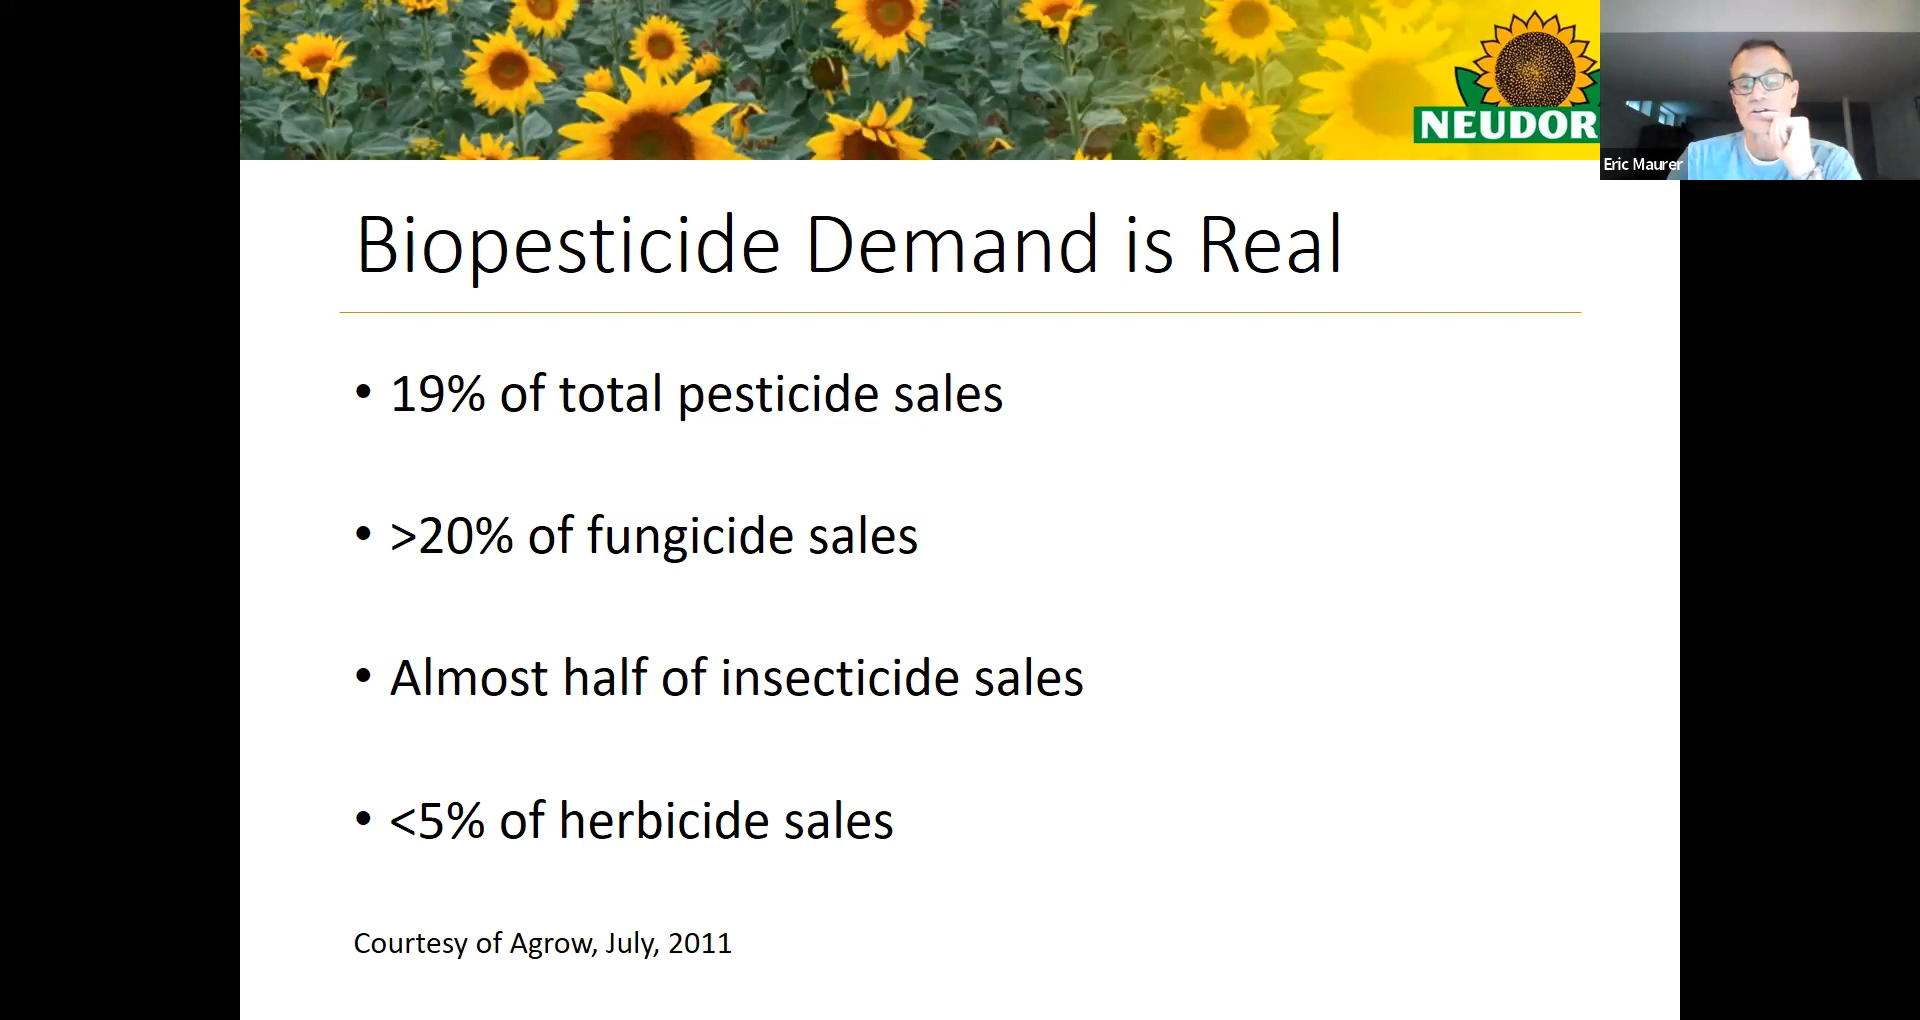 NEUDOR
Eric Maurer
Biopesticide Demand is Real
• 19% of total pesticide sales
• >20% of fungicide sales
• Almost half of insecticide sales
• <5% of herbicide sales
Courtesy of Agrow, July, 2011